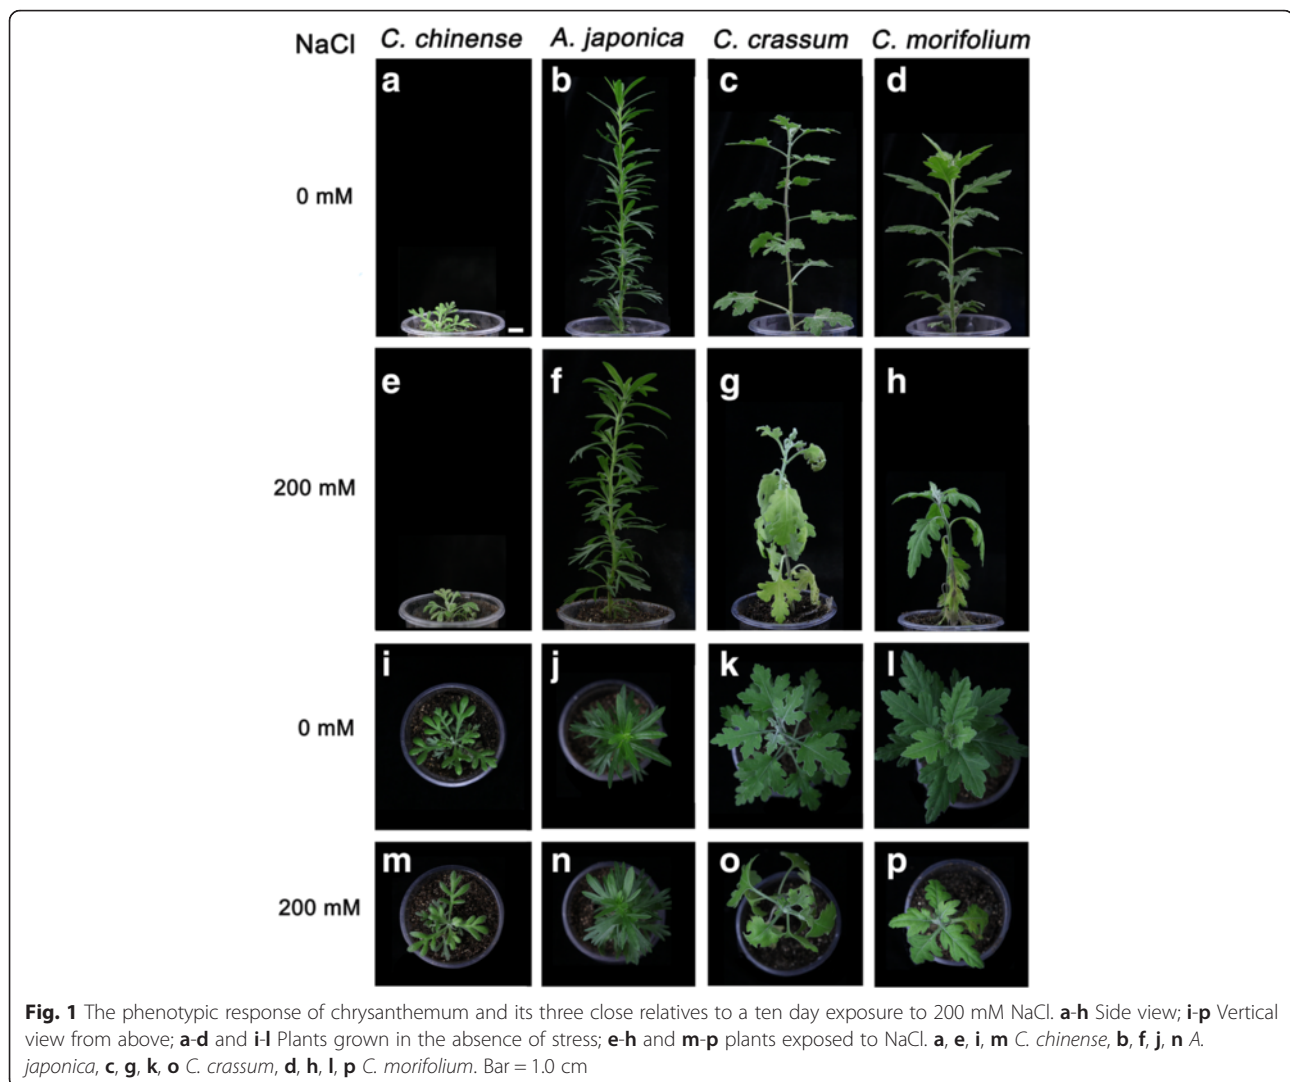 NaCl C. chinense A. japonica C. crassum C. morifolium
a b c d
0 mM
e f g h
200 mM
i j k l
0 mM
m n o p
200 mM
Fig. 1 The phenotypic response of chrysanthemum and its three close relatives to a ten day exposure to 200 mM NaCl. a-h Side view; i-p Vertical
view from above; a-d and i-l Plants grown in the absence of stress; e-h and m-p plants exposed to NaCl. a, e, i, m C. chinense, b, f, j, n A.
japonica, c, g, k, o C. crassum, d, h, l, p C. morifolium. Bar = 1.0 cm